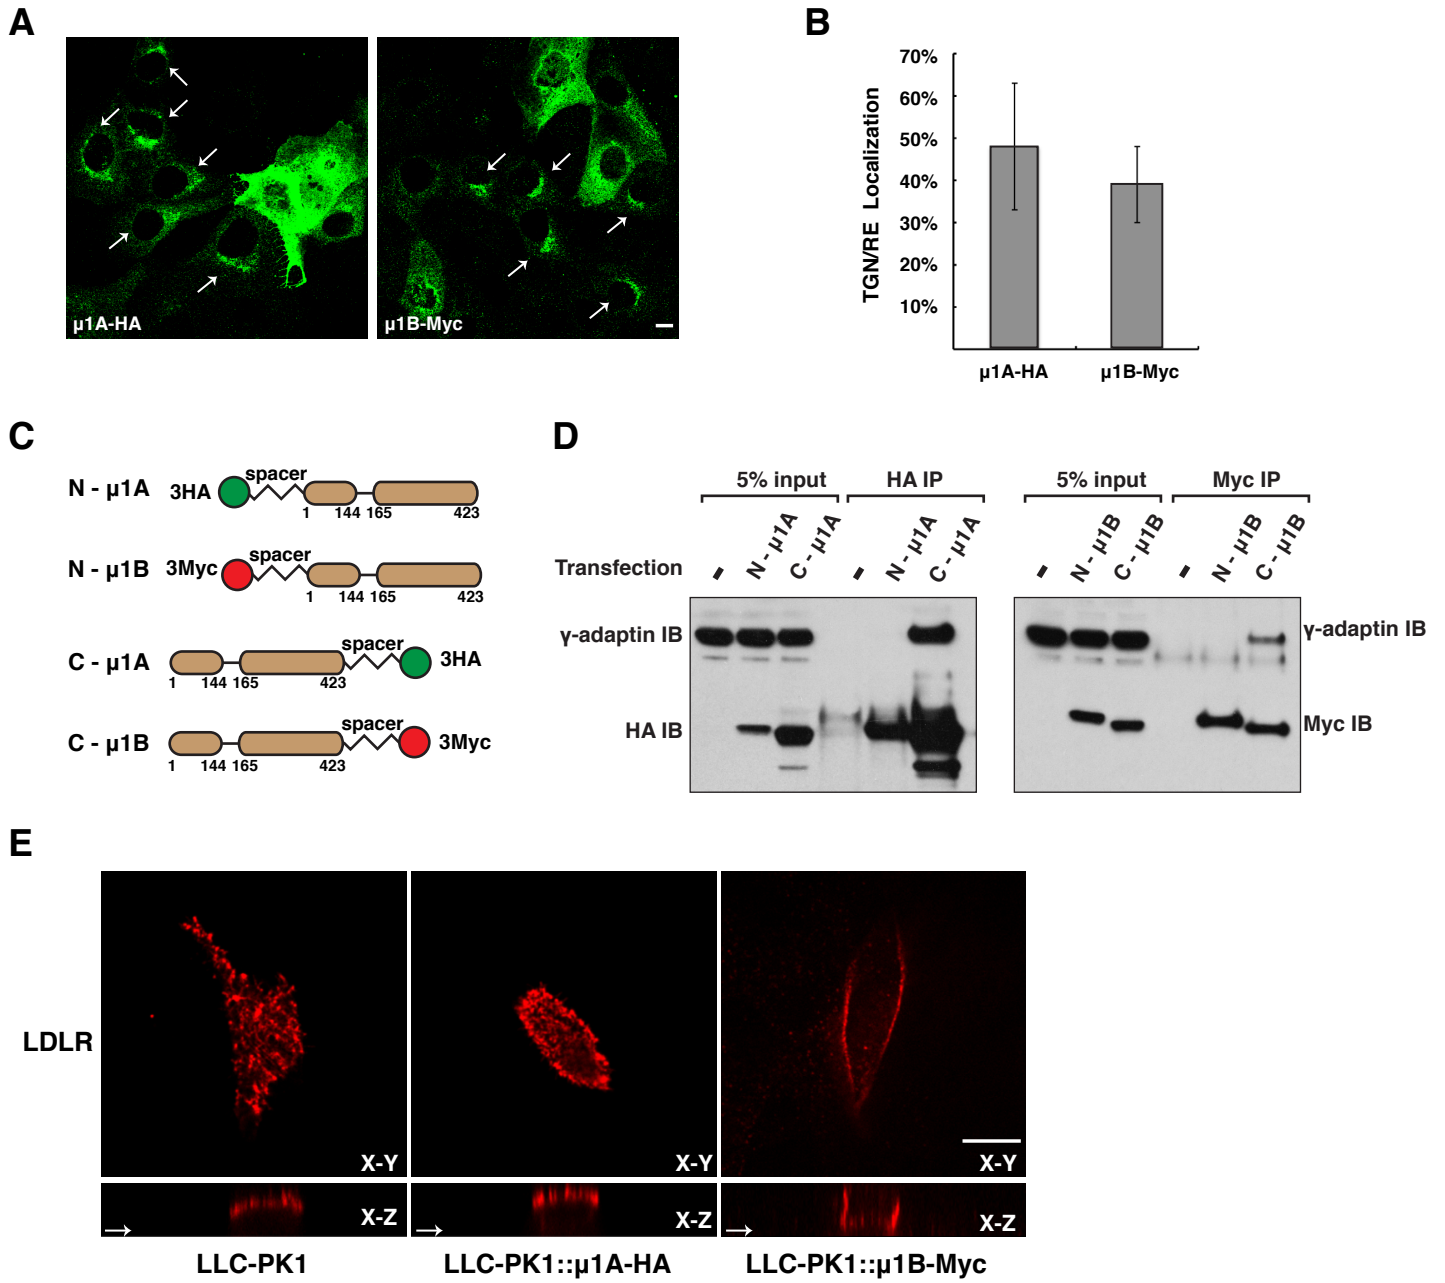 A
µ1A-HA
µ1B-Myc
B
TGN/RE Localization
70%
60%
50%
40%
30%
20%
10%
µ1A-HA
µ1B-Myc
C
N - µ1A
3HA
spacer
1
144
165
423
N - µ1B
3Myc
spacer
1
144
165
423
C - µ1A
spacer
3HA
1
144
165
423
C - µ1B
spacer
3Myc
1
144
165
423
D
5% input
HA IP
5% input
Myc IP
Transfection
-
N - µ1A
C - µ1A
-
N - µ1A
C - µ1A
-
N - µ1B
C - µ1B
-
N - µ1B
C - µ1B
γ-adaptin IB
HA IB
γ-adaptin IB
Myc IB
E
LDLR
X-Y
X-Y
X-Y
X-Z
X-Z
X-Z
LLC-PK1
LLC-PK1::µ1A-HA
LLC-PK1::µ1B-Myc